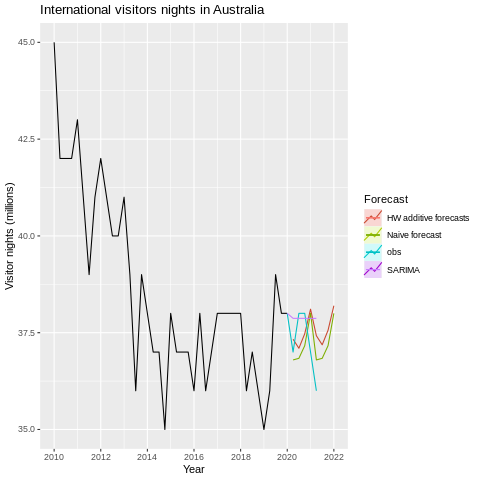 International visitors nights in Australia
Visitor nights (millions)
45.0
42.5
40.0
37.5
35.0
2010 2012 2014 2016 2018 2020 2022
Year
Forecast
HW additive forecasts
Naive forecast
obs
SARIMA